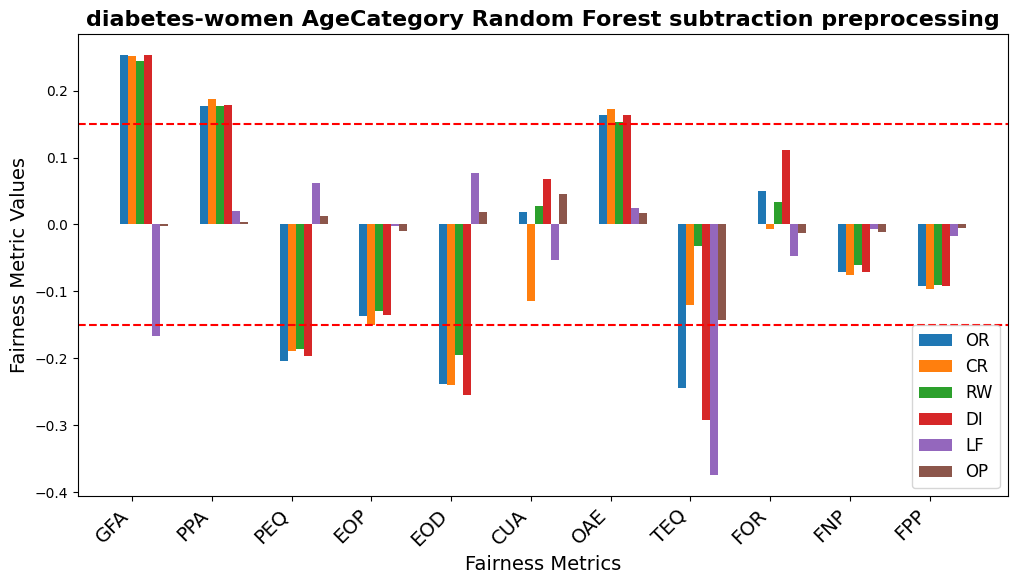 diabetes-women AgeCategory Random Forest subtraction preprocessing
Fairness Metric Values
0.2
0.1
0.0
−0.1
−0.2
−0.3
−0.4
GFA
PPA
PEQ
EOP
EOD
CUA
OAE
TEQ
FOR
FNP
FPP
Fairness Metrics
OR
CR
RW
DI
LF
OP